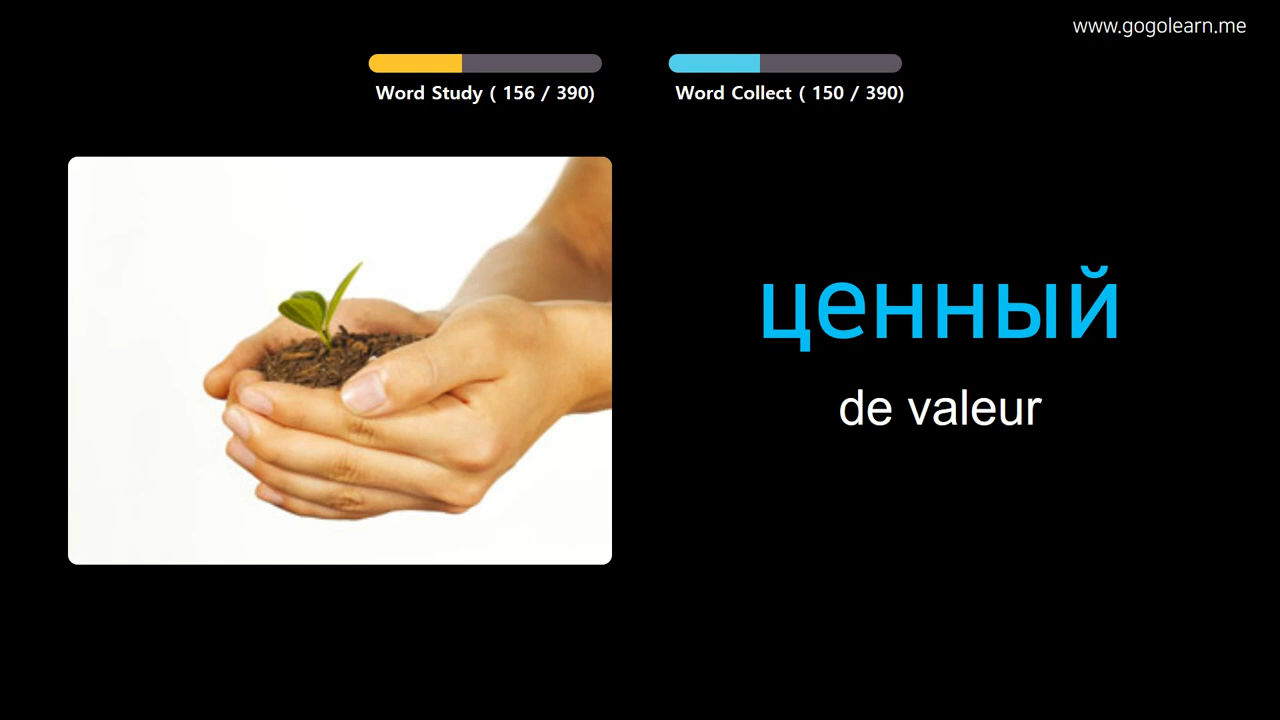 www.gogolearn.me
Word Study ( 156 / 390)
Word Collect ( 150 / 390)
ценный
de valeur